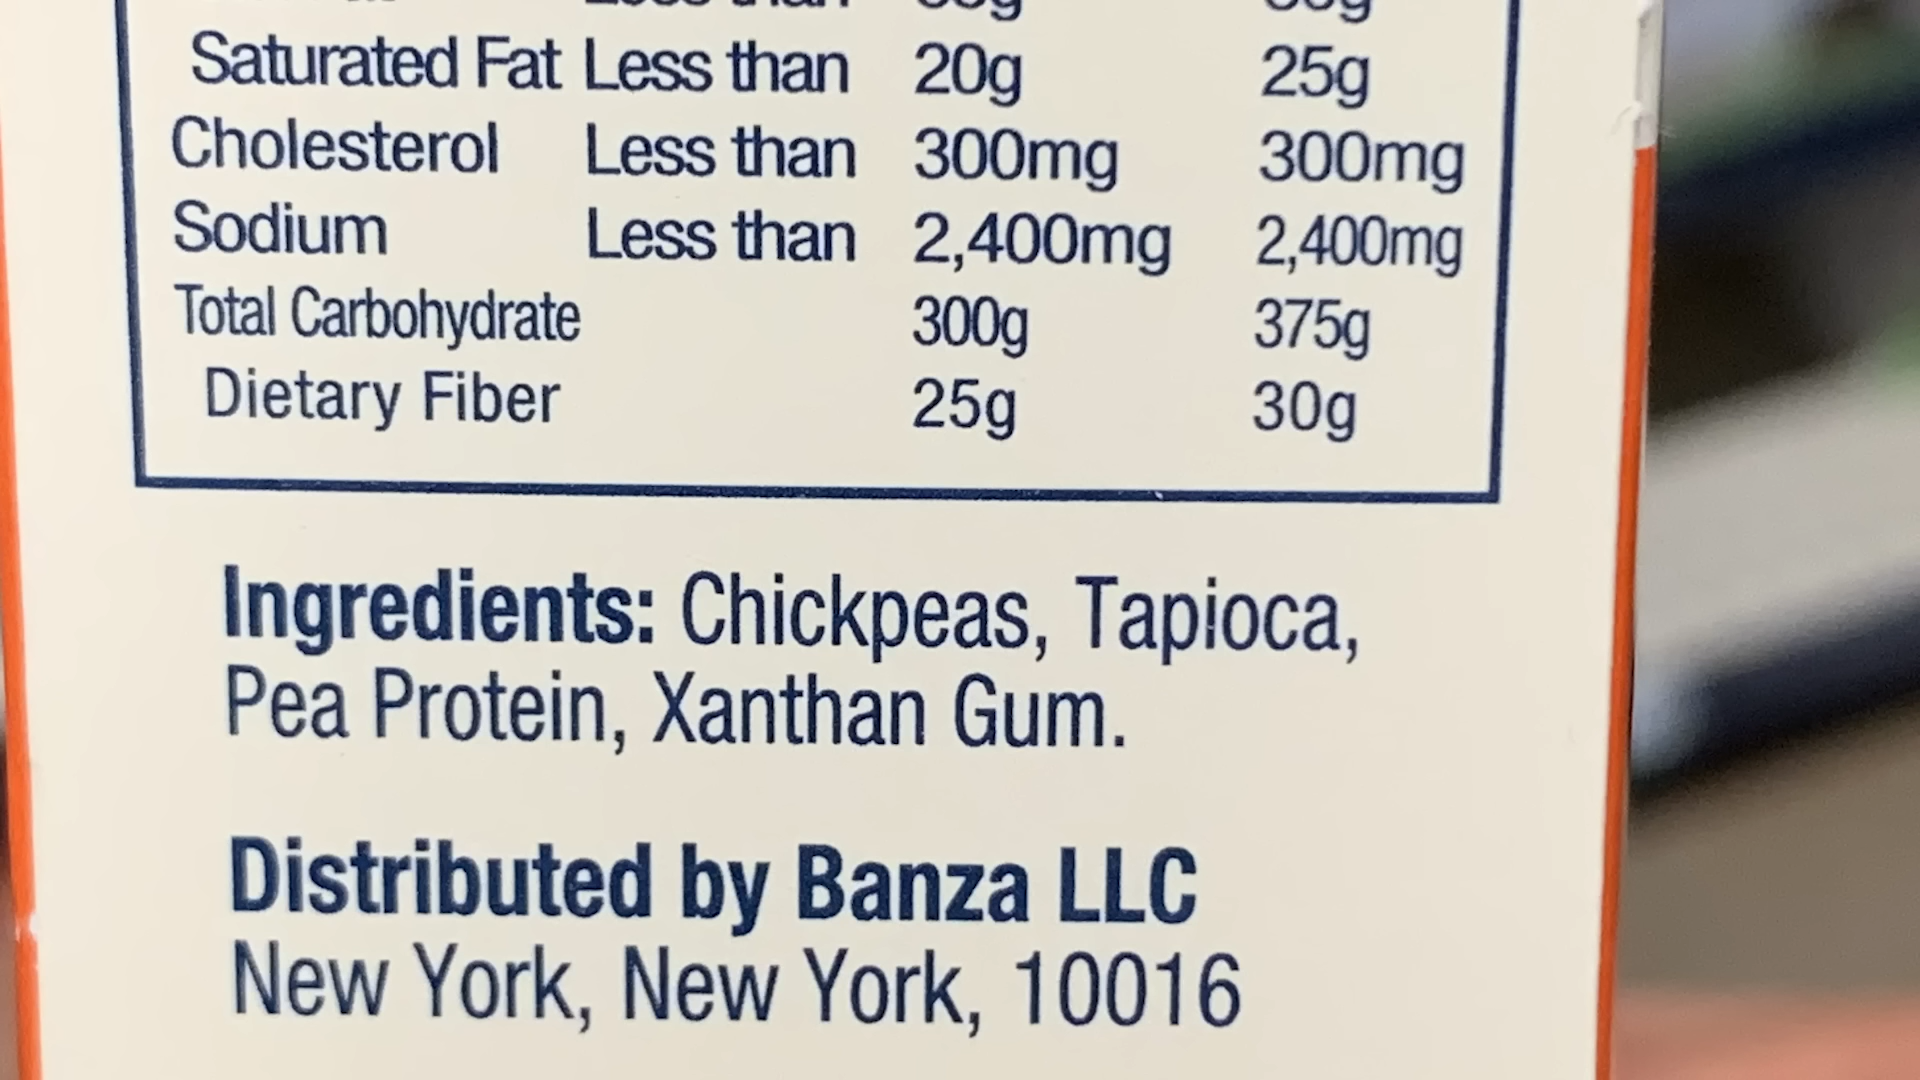 Saturated Fat Less than 20g 25g
Cholesterol Less than 300mg 300mg
Sodium Less than 2,400mg 2,400mg
Total Carbohydrate 300g 375g
Dietary Fiber 25g 30g
Ingredients: Chickpeas, Tapioca,
Pea Protein, Xanthan Gum.
Distributed by Banza LLC
New York, New York, 10016